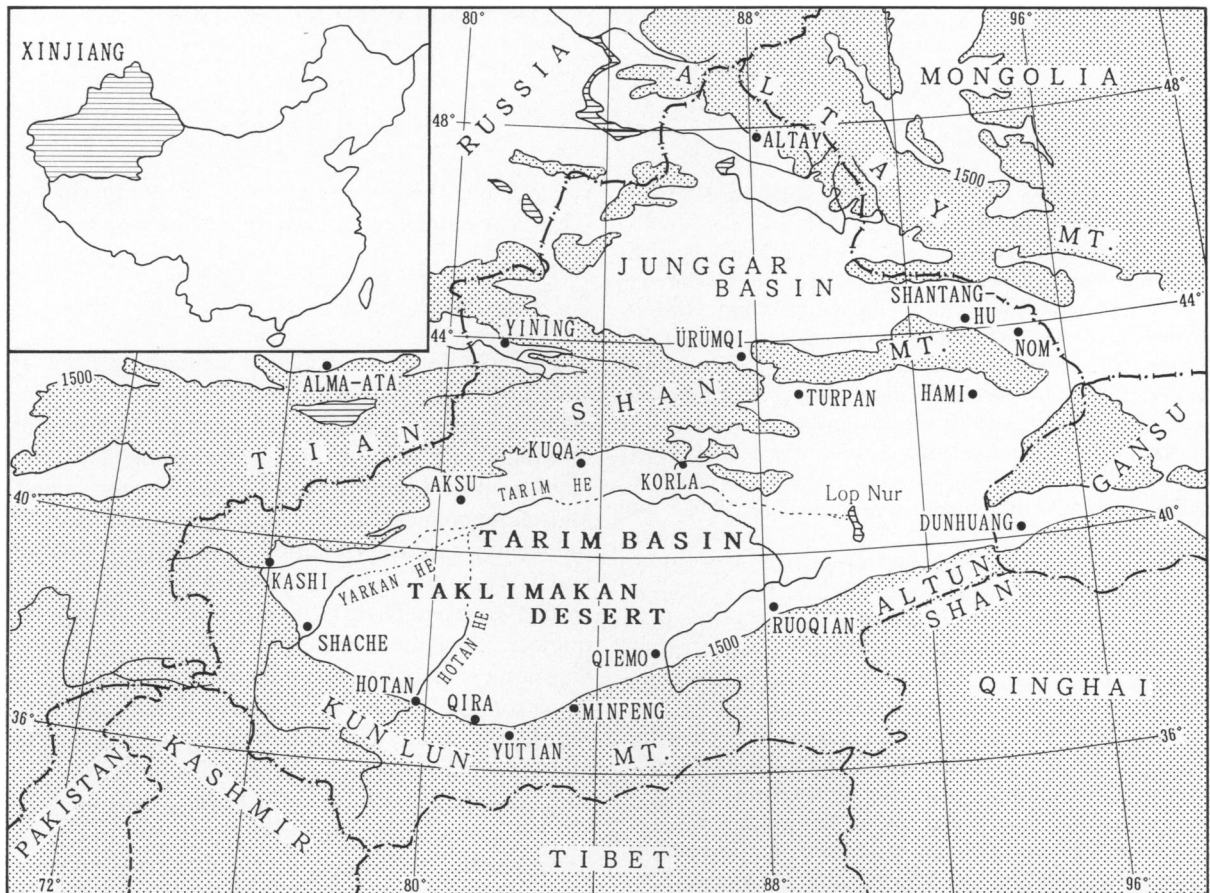 XINJIANG
80°
88°
96°
RUSSIA
ALTAY MT.
MONGOLIA
48°
48°
ALTAY
1500
JUNGGAR
BASIN
SHANTANG-
HU
44°
44°
YINING
ÜRÜMQI
MT.
NOM
1500
ALMA-ATA
TIAN SHAN
TURPAN
HAMI
GANSU
KUQA
AKSU
TARIM HE
KORLA
Lop Nur
40°
DUNHUANG
40°
TARIM BASIN
KASHI
YARKAN HE
TAKLIMAKAN
DESERT
ALTUN
SHAN
RUOQIAN
SHACHE
HOTAN HE
QIEMO
1500
QINGHAI
HOTAN
QIRA
MINFENG
36°
KUNLUN MT.
YUTIAN
36°
PAKISTAN
KASHMIR
TIBET
72°
80°
88°
96°